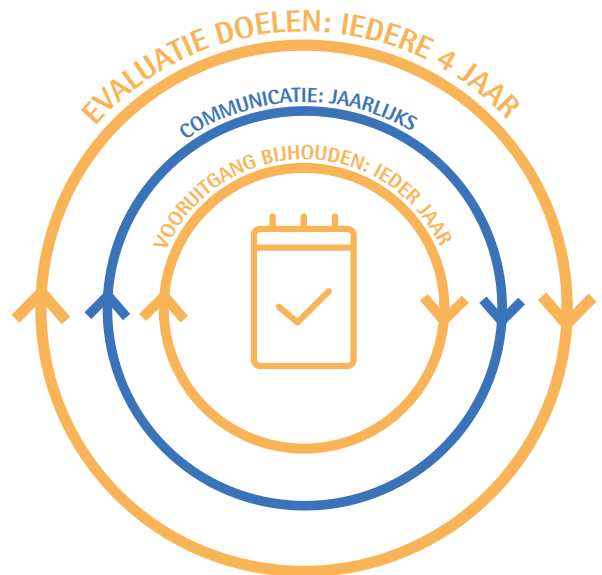 EVALUATIE DOELEN: IEDERE 4 JAAR
COMMUNICATIE: JAARLIJKS
VOORUITGANG BIJHOUDEN: IEDER JAAR